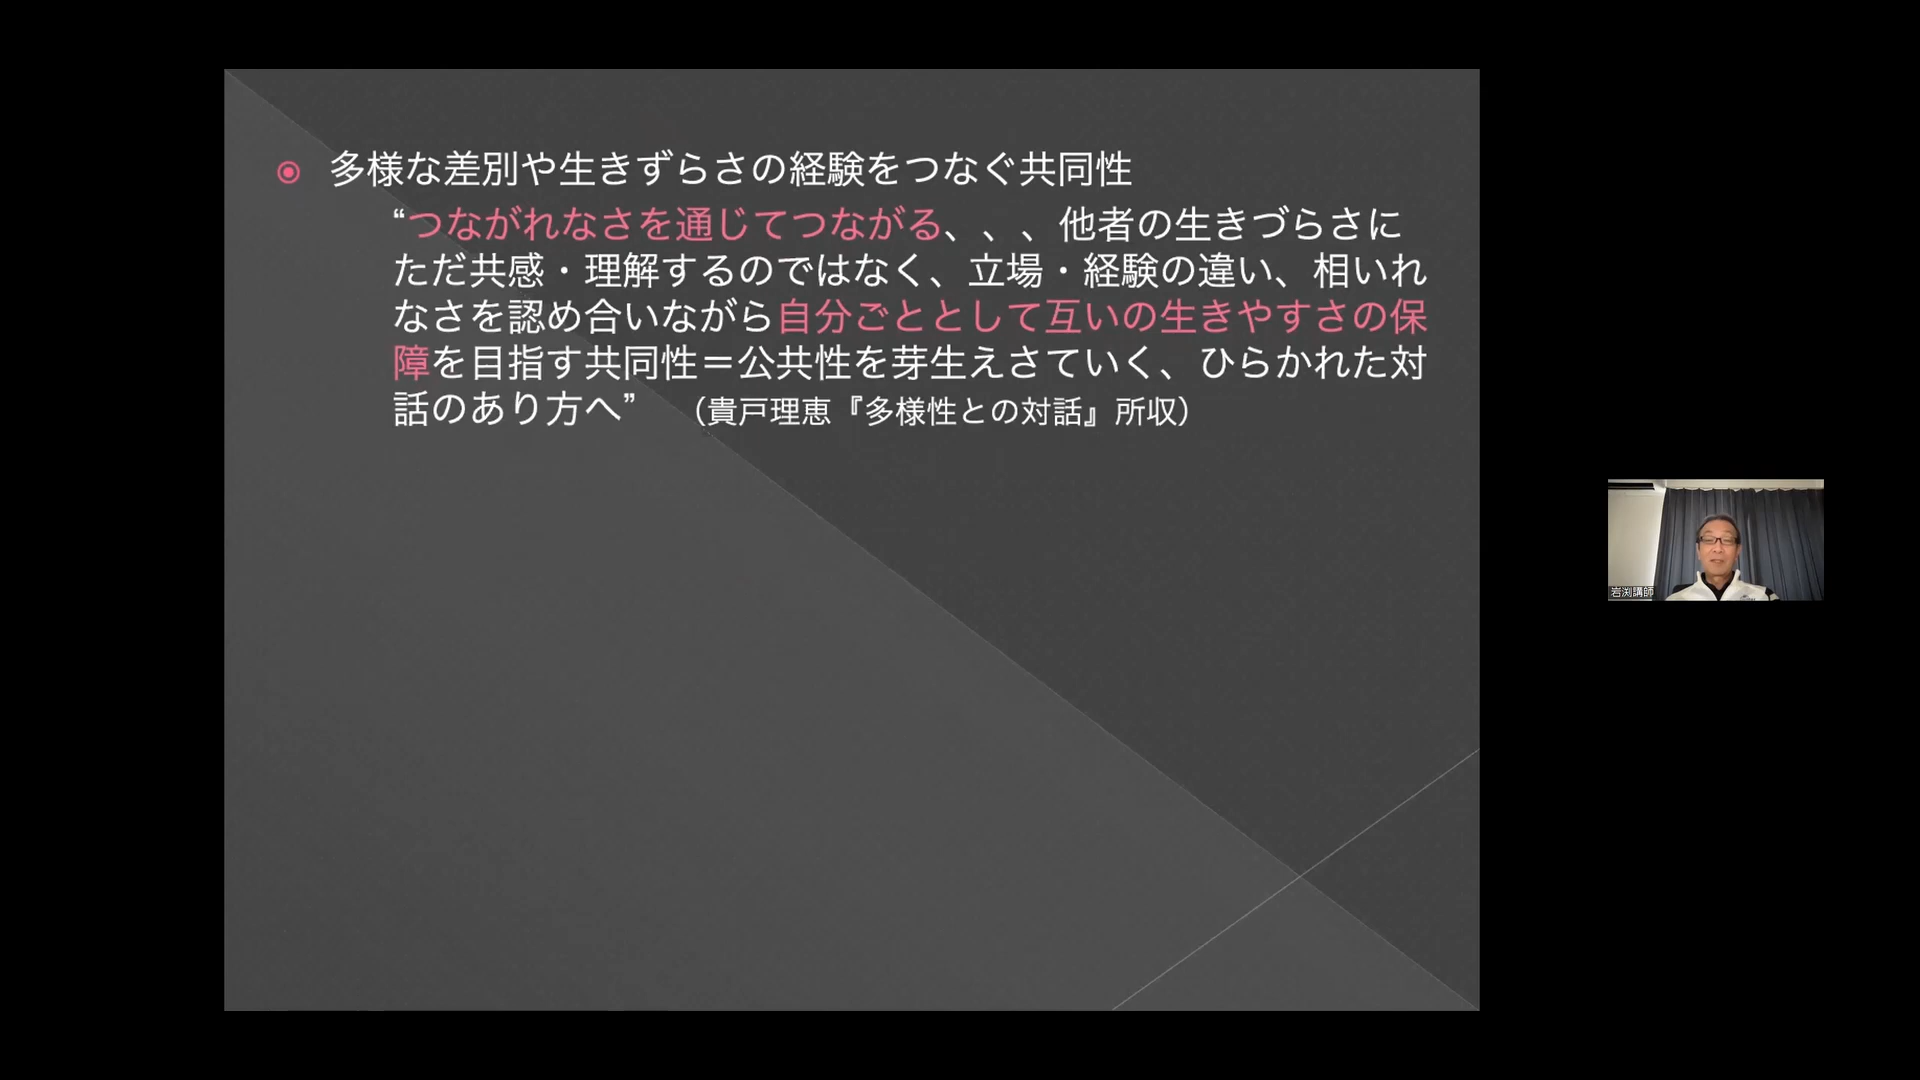 多様な差別や生きずらさの経験をつなぐ共同性
“つながれなさを通じてつながる、、、他者の生きづらさに
ただ共感・理解するのではなく、立場・経験の違い、相いれ
なさを認め合いながら自分ごととして互いの生きやすさの保
障を目指す共同性＝公共性を芽生えさていく、ひらかれた対
話のあり方へ”　（貴戸理恵『多様性との対話』所収）
岩渕講師